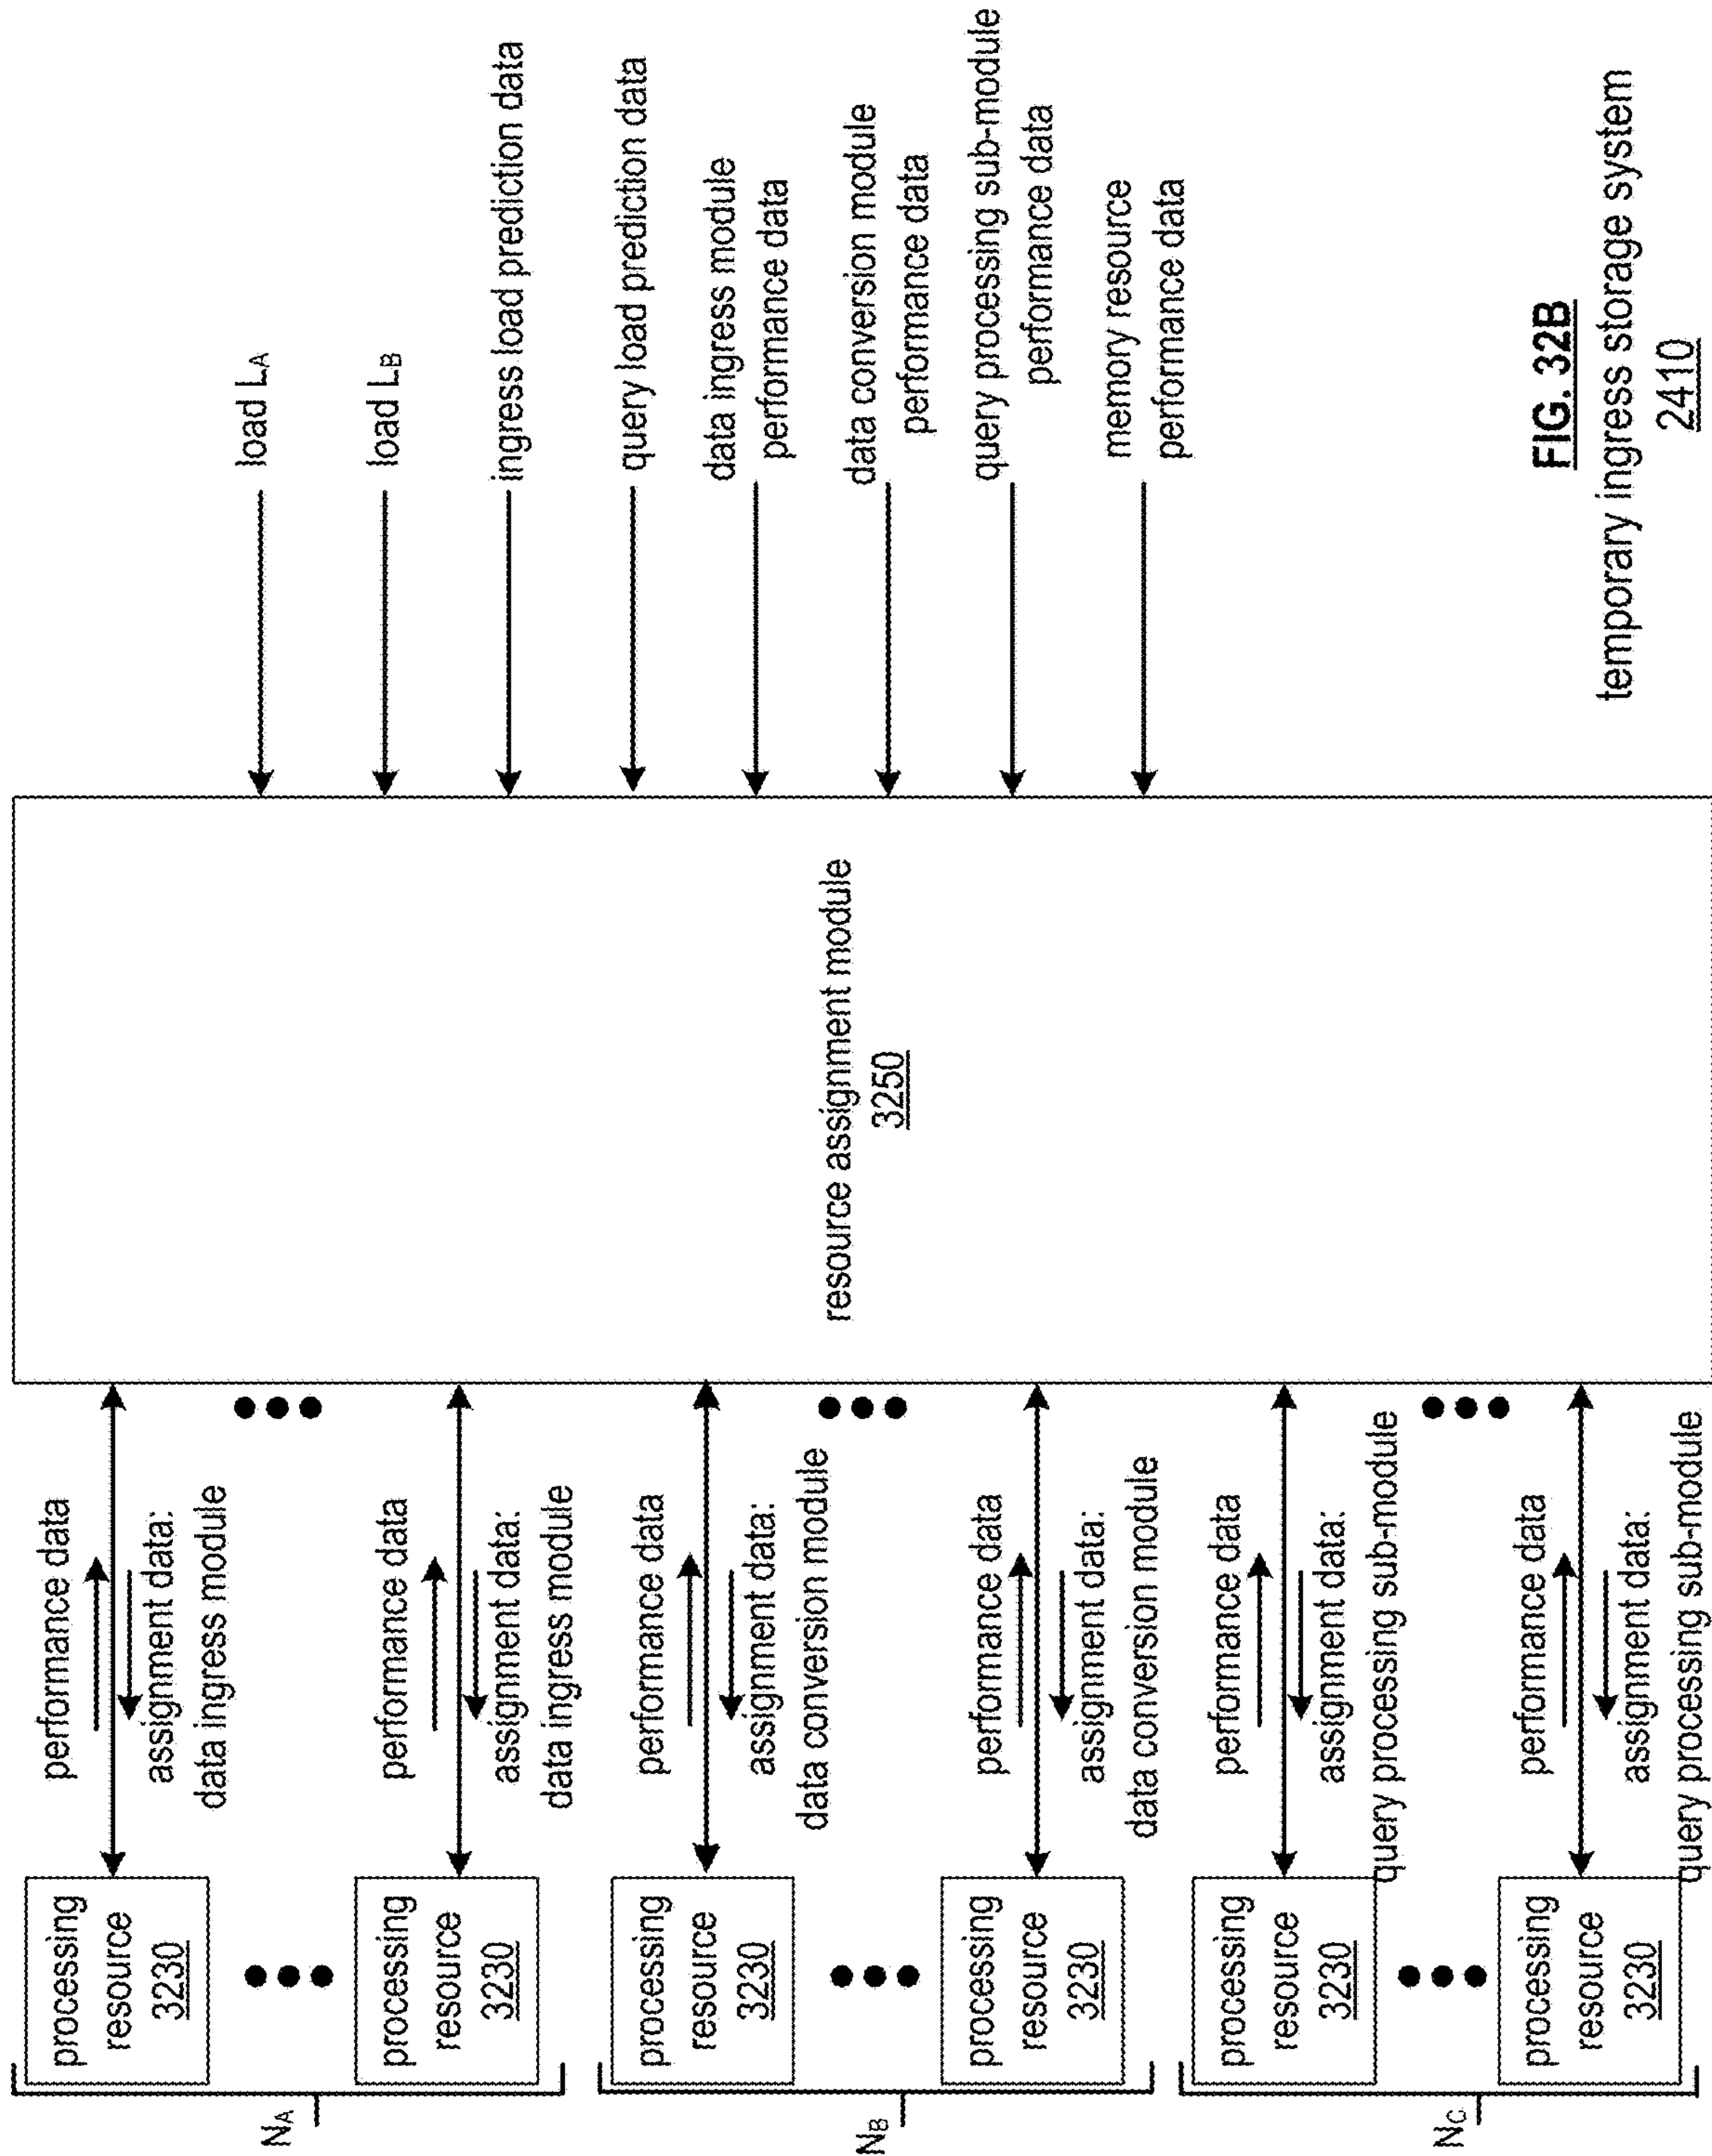 processing
resource
3230
processing
resource
3230
processing
resource
3230
processing
resource
3230
processing
resource
3230
processing
resource
3230
NA
NB
NC
performance data
assignment data:
data ingress module
performance data
assignment data:
data ingress module
performance data
assignment data:
data conversion module
performance data
assignment data:
data conversion module
performance data
assignment data:
query processing sub-module
performance data
assignment data:
query processing sub-module
resource assignment module
3250
load LA
load LB
ingress load prediction data
query load prediction data
data ingress module
performance data
data conversion module
performance data
query processing sub-module
performance data
memory resource
performance data
FIG. 32B
temporary ingress storage system
2410